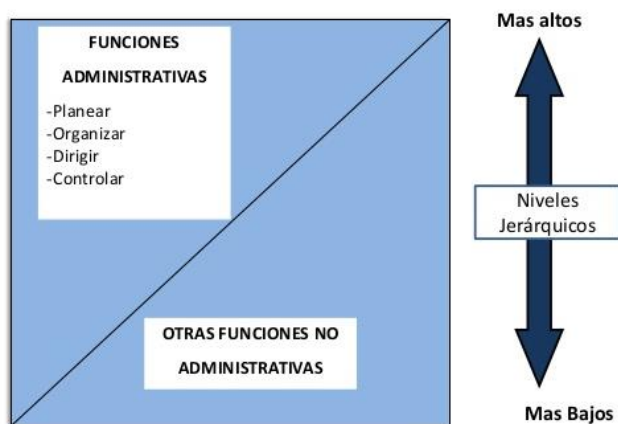 FUNCIONES
ADMINISTRATIVAS
-Planear
-Organizar
-Dirigir
-Controlar
OTRAS FUNCIONES NO
ADMINISTRATIVAS
Mas altos
Niveles
Jerárquicos
Mas Bajos